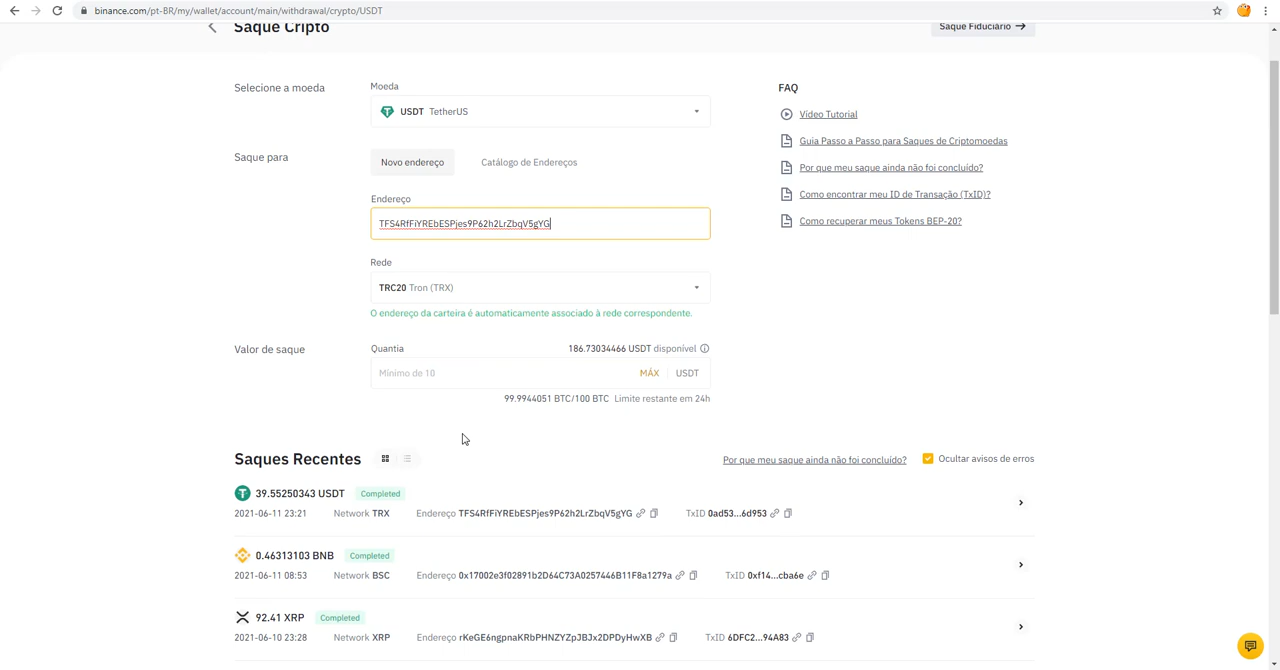 binance.com/pt-BR/my/wallet/account/main/withdrawal/crypto/USDT
Saque Cripto
Saque Fiduciário →
Selecione a moeda
Moeda
USDT TetherUS
FAQ
Vídeo Tutorial
Guia Passo a Passo para Saques de Criptomoedas
Por que meu saque ainda não foi concluído?
Como encontrar meu ID de Transação (TxID)?
Como recuperar meus Tokens BEP-20?
Saque para
Novo endereço
Catálogo de Endereços
Endereço
TFS4RfFiYREbESPjes9P62h2LrZbqV5gYG
Rede
TRC20 Tron (TRX)
O endereço da carteira é automaticamente associado à rede correspondente.
Valor de saque
Quantia
186.73034466 USDT disponível
Mínimo de 10
MÁX
USDT
99.9944051 BTC/100 BTC Limite restante em 24h
Saques Recentes
Por que meu saque ainda não foi concluído?
Ocultar avisos de erros
39.55250343 USDT Completed
2021-06-11 23:21 Network TRX Endereço TFS4RfFiYREbESPjes9P62h2LrZbqV5gYG TxID 0ad53...6d953
0.46313103 BNB Completed
2021-06-11 08:53 Network BSC Endereço 0x17002e3f02891b2D64C73A0257446B11F8a1279a TxID 0xf14...cba6e
92.41 XRP Completed
2021-06-10 23:28 Network XRP Endereço rKeGE6ngpnaKRbPHNZYZpJBJx2DPDyHwXB TxID 6DFC2...94A83